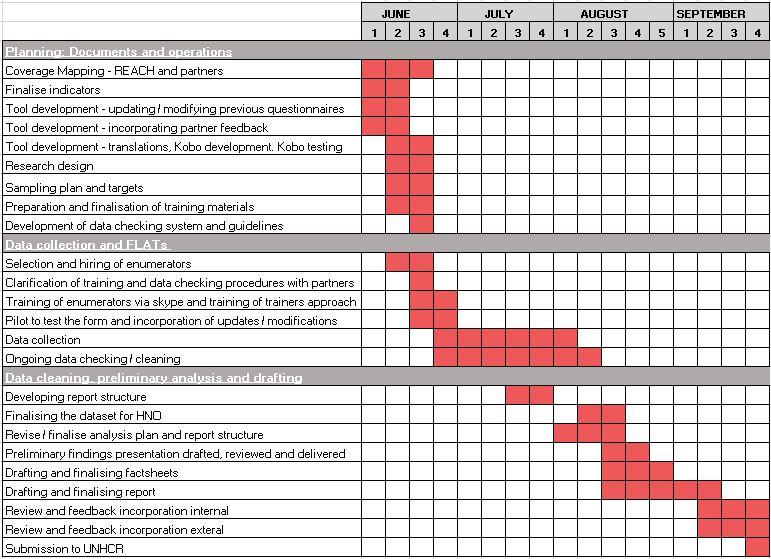 JUNE JULY AUGUST SEPTEMBER
1 2 3 4 1 2 3 4 1 2 3 4 5 1 2 3 4
Planning: Documents and operations
Coverage Mapping - REACH and partners
Finalise indicators
Tool development - updating/ modifying previous questionnaires
Tool development - incorporating partner feedback
Tool development - translations, Kobo development. Kobo testing
Research design
Sampling plan and targets
Preparation and finalisation of training materials
Development of data checking system and guidelines
Data collection and FLATs
Selection and hiring of enumerators
Clarification of training and data checking procedures with partners
Training of enumerators via skype and training of trainers approach
Pilot to test the form and incorporation of updates/ modifications
Data collection
Ongoing data checking/ cleaning
Data cleaning, preliminary analysis and drafting
Developing report structure
Finalising the dataset for HNO
Revise/ finalise analysis plan and report structure
Preliminary findings presentation drafted, reviewed and delivered
Drafting and finalising factsheets
Drafting and finalising report
Review and feedback incorporation internal
Review and feedback incorporation exteral
Submission to UNHCR